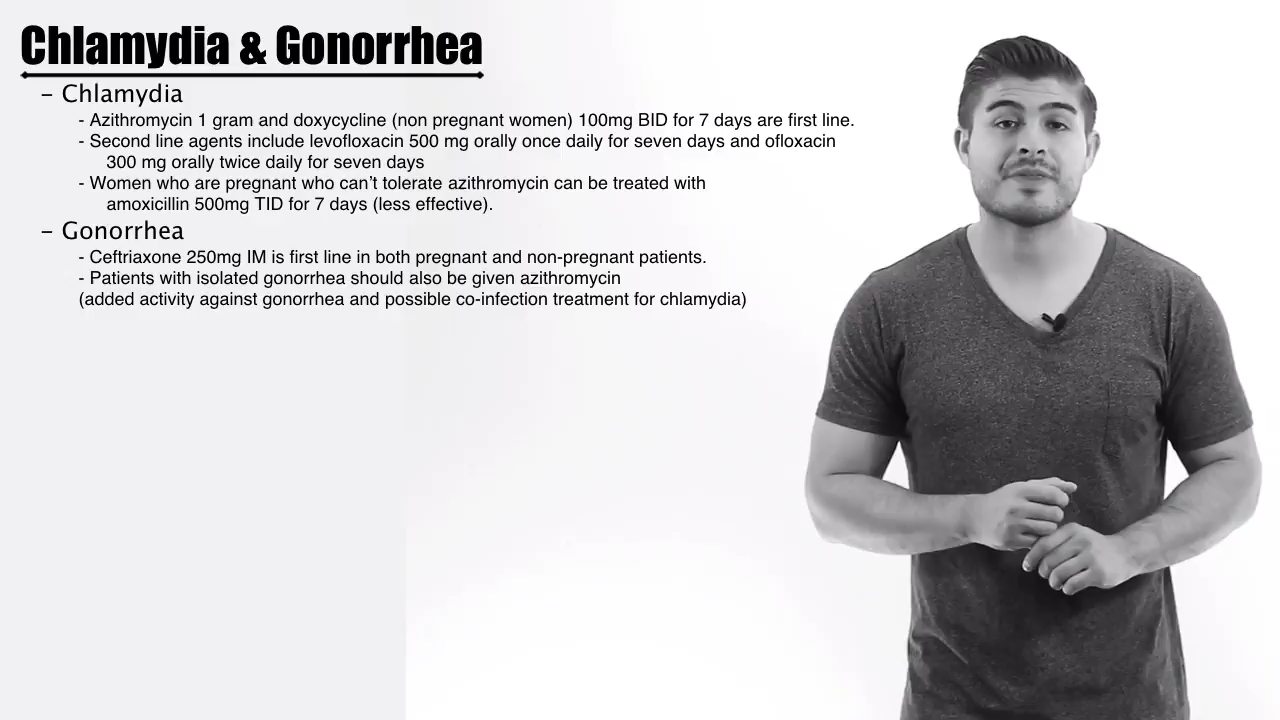 Chlamydia & Gonorrhea
– Chlamydia
- Azithromycin 1 gram and doxycycline (non pregnant women) 100mg BID for 7 days are first line.
- Second line agents include levofloxacin 500 mg orally once daily for seven days and ofloxacin
300 mg orally twice daily for seven days
- Women who are pregnant who can’t tolerate azithromycin can be treated with
amoxicillin 500mg TID for 7 days (less effective).
– Gonorrhea
- Ceftriaxone 250mg IM is first line in both pregnant and non-pregnant patients.
- Patients with isolated gonorrhea should also be given azithromycin
(added activity against gonorrhea and possible co-infection treatment for chlamydia)